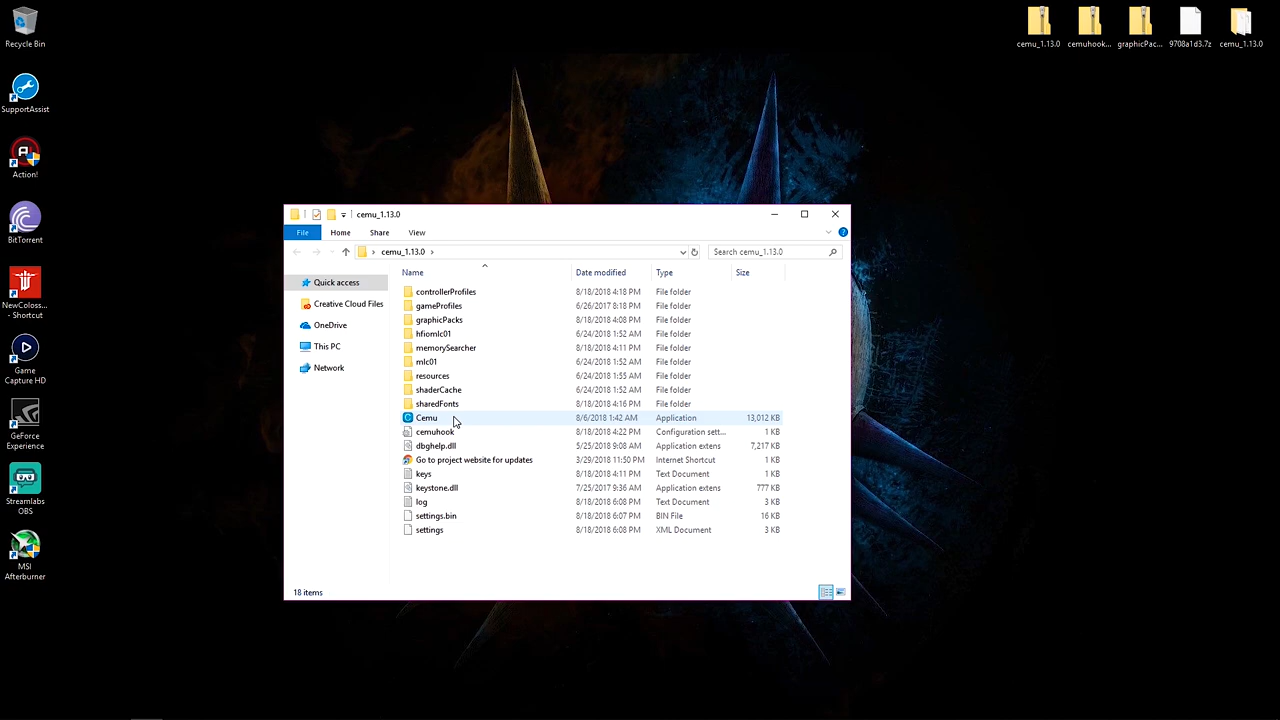 Recycle Bin
SupportAssist
Action!
BitTorrent
NewColoss...
- Shortcut
Game
Capture HD
GeForce
Experience
Streamlabs
OBS
MSI
Afterburner
cemu_1.13.0
cemuhook...
graphicPac...
9708a1d3.7z
cemu_1.13.0
cemu_1.13.0
File Home Share View
cemu_1.13.0
Search cemu_1.13.0
Quick access
Creative Cloud Files
OneDrive
This PC
Network
Name Date modified Type Size
controllerProfiles 8/18/2018 4:18 PM File folder
gameProfiles 6/26/2017 8:18 PM File folder
graphicPacks 8/18/2018 4:08 PM File folder
hfiomlc01 6/24/2018 1:52 AM File folder
memorySearcher 8/18/2018 4:11 PM File folder
mlc01 6/24/2018 1:52 AM File folder
resources 6/24/2018 1:55 AM File folder
shaderCache 6/24/2018 1:52 AM File folder
sharedFonts 8/18/2018 4:16 PM File folder
Cemu 8/6/2018 1:42 AM Application 13,012 KB
cemuhook 8/18/2018 4:22 PM Configuration sett... 1 KB
dbghelp.dll 5/25/2018 9:08 AM Application extens 7,217 KB
Go to project website for updates 3/29/2018 11:50 PM Internet Shortcut 1 KB
keys 8/18/2018 4:11 PM Text Document 1 KB
keystone.dll 7/25/2017 9:36 AM Application extens 777 KB
log 8/18/2018 6:08 PM Text Document 3 KB
settings.bin 8/18/2018 6:07 PM BIN File 16 KB
settings 8/18/2018 6:08 PM XML Document 3 KB
18 items